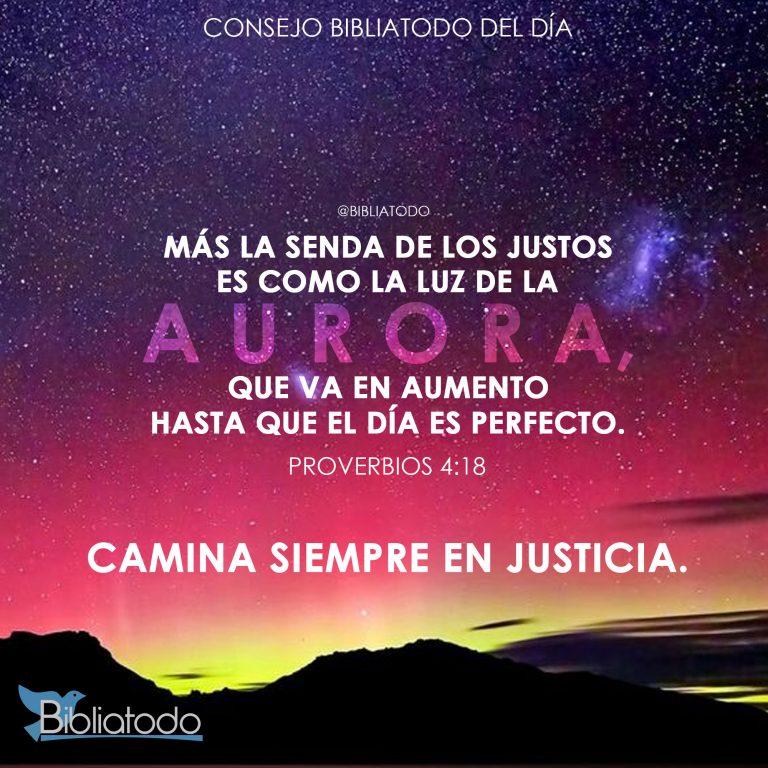 CONSEJO BIBLIATODO DEL DÍA
@BIBLIATODO
MÁS LA SENDA DE LOS JUSTOS
ES COMO LA LUZ DE LA
AURORA,
QUE VA EN AUMENTO
HASTA QUE EL DÍA ES PERFECTO.
PROVERBIOS 4:18
CAMINA SIEMPRE EN JUSTICIA.
Bibliatodo